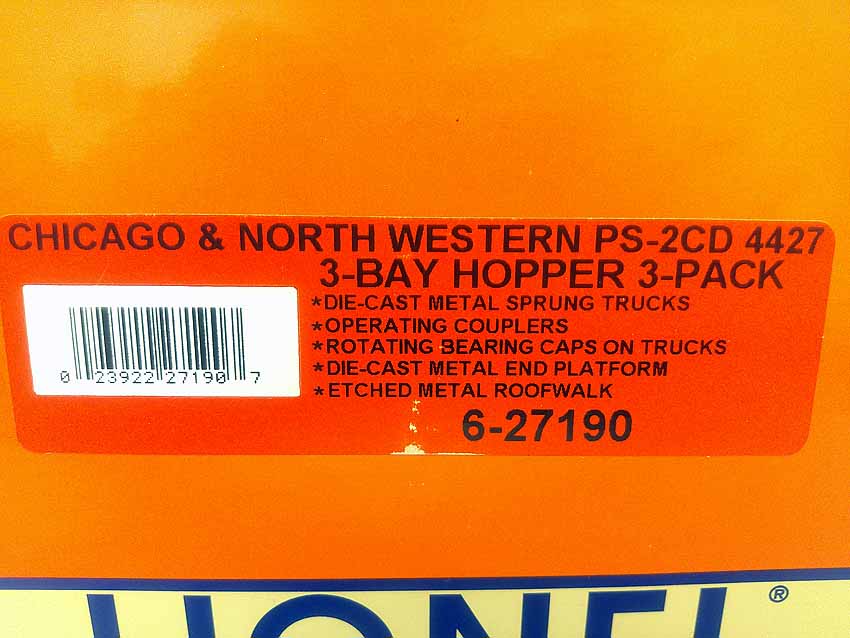 CHICAGO & NORTH WESTERN PS-2CD 4427
3-BAY HOPPER 3-PACK
*DIE-CAST METAL SPRUNG TRUCKS
*OPERATING COUPLERS
*ROTATING BEARING CAPS ON TRUCKS
*DIE-CAST METAL END PLATFORM
*ETCHED METAL ROOFWALK
6-27190
0 23922 27190 7
LIONEL®